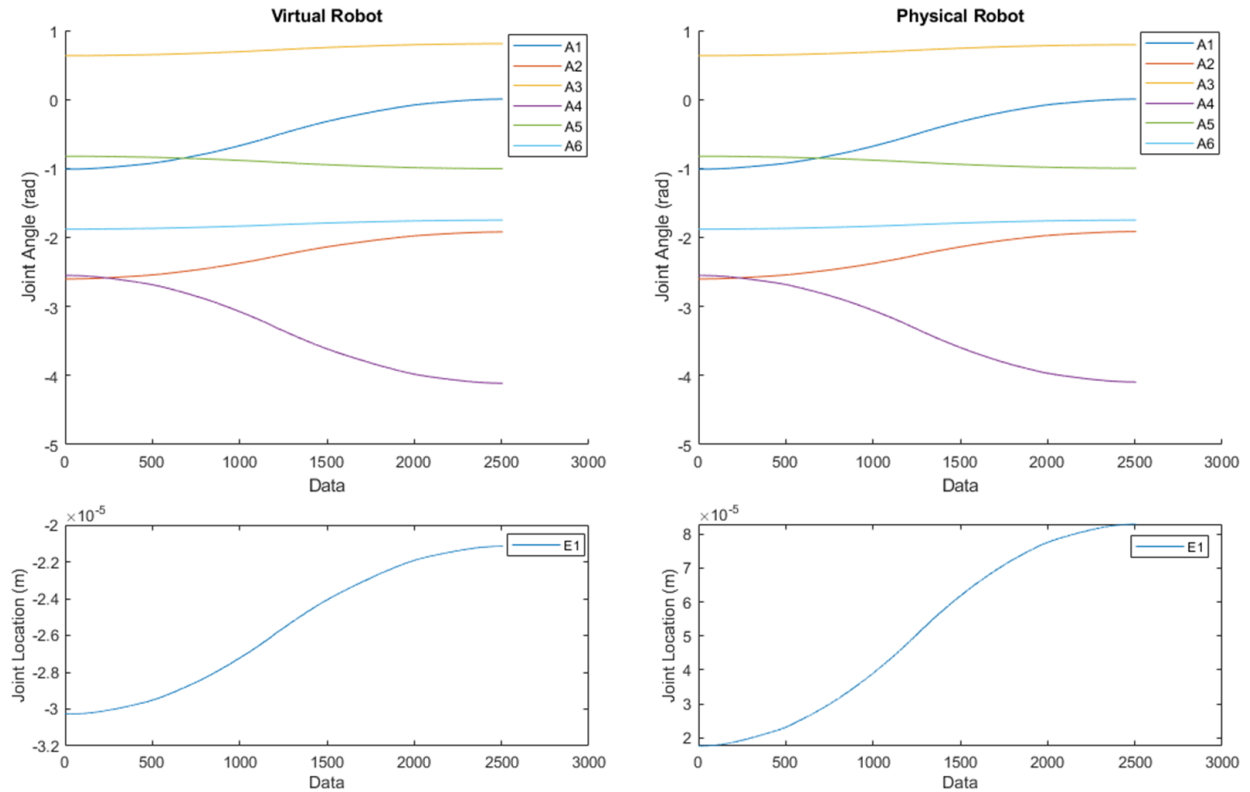 Virtual Robot
1
0
-1
-2
-3
-4
-5
Joint Angle (rad)
0 500 1000 1500 2000 2500 3000
Data
A1
A2
A3
A4
A5
A6
Physical Robot
1
0
-1
-2
-3
-4
-5
Joint Angle (rad)
0 500 1000 1500 2000 2500 3000
Data
A1
A2
A3
A4
A5
A6
×10-5
-2
-2.2
-2.4
-2.6
-2.8
-3
-3.2
Joint Location (m)
0 500 1000 1500 2000 2500 3000
Data
E1
×10-5
8
7
6
5
4
3
2
Joint Location (m)
0 500 1000 1500 2000 2500 3000
Data
E1